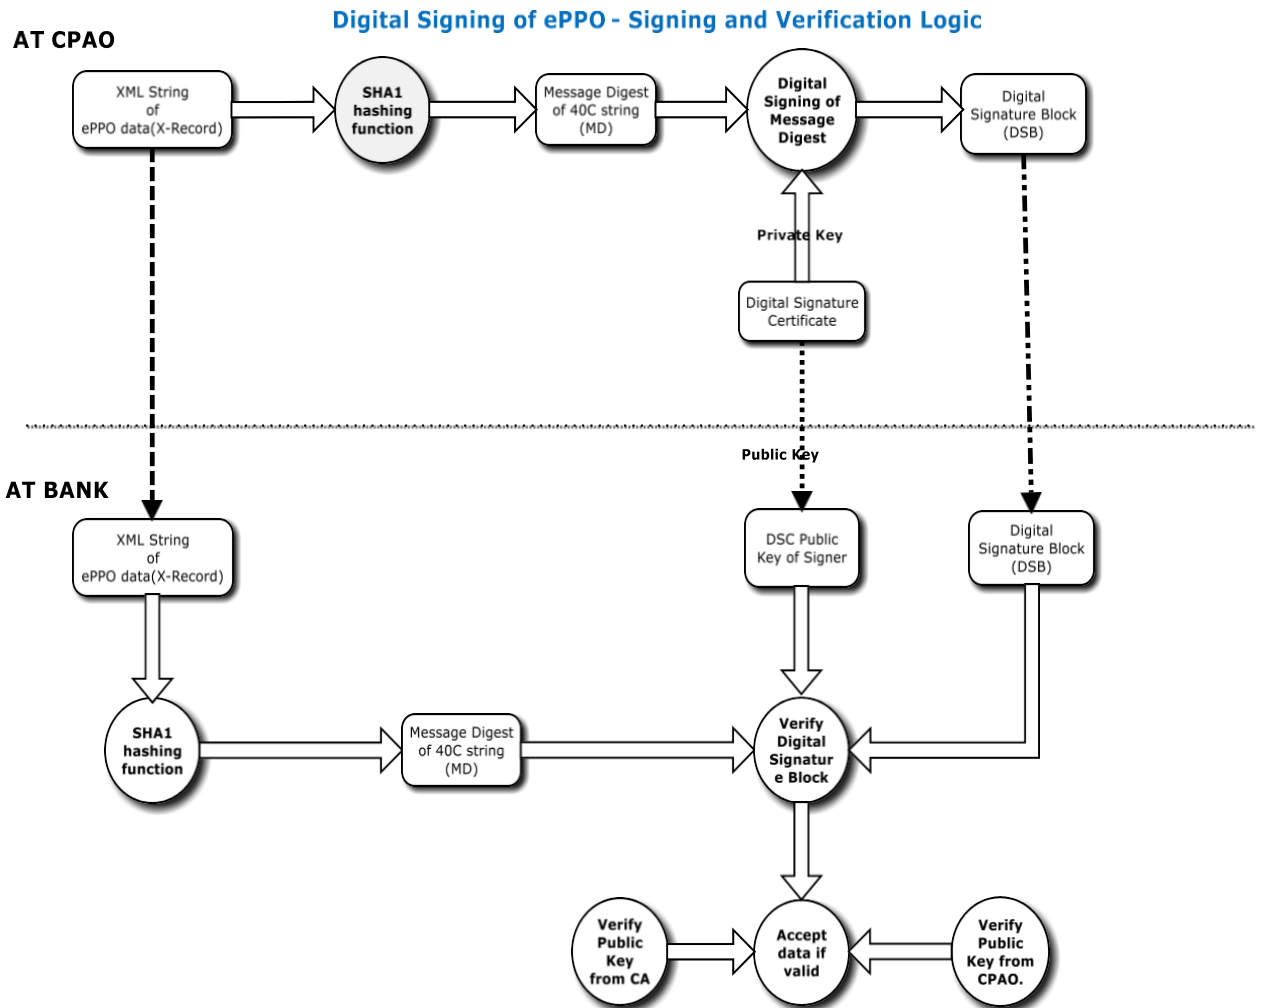 Digital Signing of ePPO - Signing and Verification Logic
AT CPAO
XML String
of
ePPO data(X-Record)
SHA1
hashing
function
Message Digest
of 40C string
(MD)
Digital
Signing of
Message
Digest
Digital
Signature Block
(DSB)
Private Key
Digital Signature
Certificate
Public Key
AT BANK
XML String
of
ePPO data(X-Record)
DSC Public
Key of Signer
Digital
Signature Block
(DSB)
SHA1
hashing
function
Message Digest
of 40C string
(MD)
Verify
Digital
Signatur
e Block
Verify
Public
Key
from CA
Accept
data if
valid
Verify
Public
Key from
CPAO.